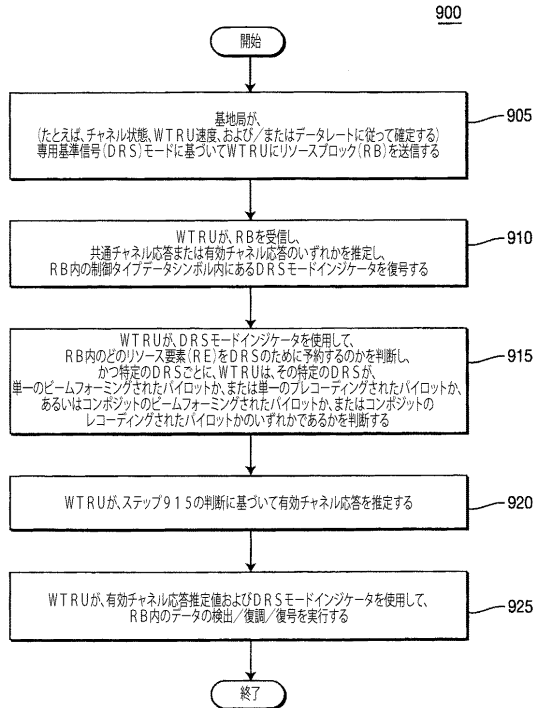 900
開始
基地局が、
(たとえば、チャネル状態、WTRU速度、および/またはデータレートに従って確定する)
専用基準信号(DRS)モードに基づいてWTRUにリソースブロック(RB)を送信する
905
WTRUが、RBを受信し、
共通チャネル応答または有効チャネル応答のいずれかを推定し、
RB内の制御タイプデータシンボル内にあるDRSモードインジケータを復号する
910
WTRUが、DRSモードインジケータを使用して、
RB内のどのリソース要素(RE)をDRSのために予約するのかを判断し、
かつ特定のDRSごとに、WTRUは、その特定のDRSが、
単一のビームフォーミングされたパイロットか、または単一のプレコーディングされたパイロットか、
あるいはコンポジットのビームフォーミングされたパイロットか、またはコンポジットの
レコーディングされたパイロットかのいずれかであるかを判断する
915
WTRUが、ステップ915の判断に基づいて有効チャネル応答を推定する
920
WTRUが、有効チャネル応答推定値およびDRSモードインジケータを使用して、
RB内のデータの検出/復調/復号を実行する
925
終了